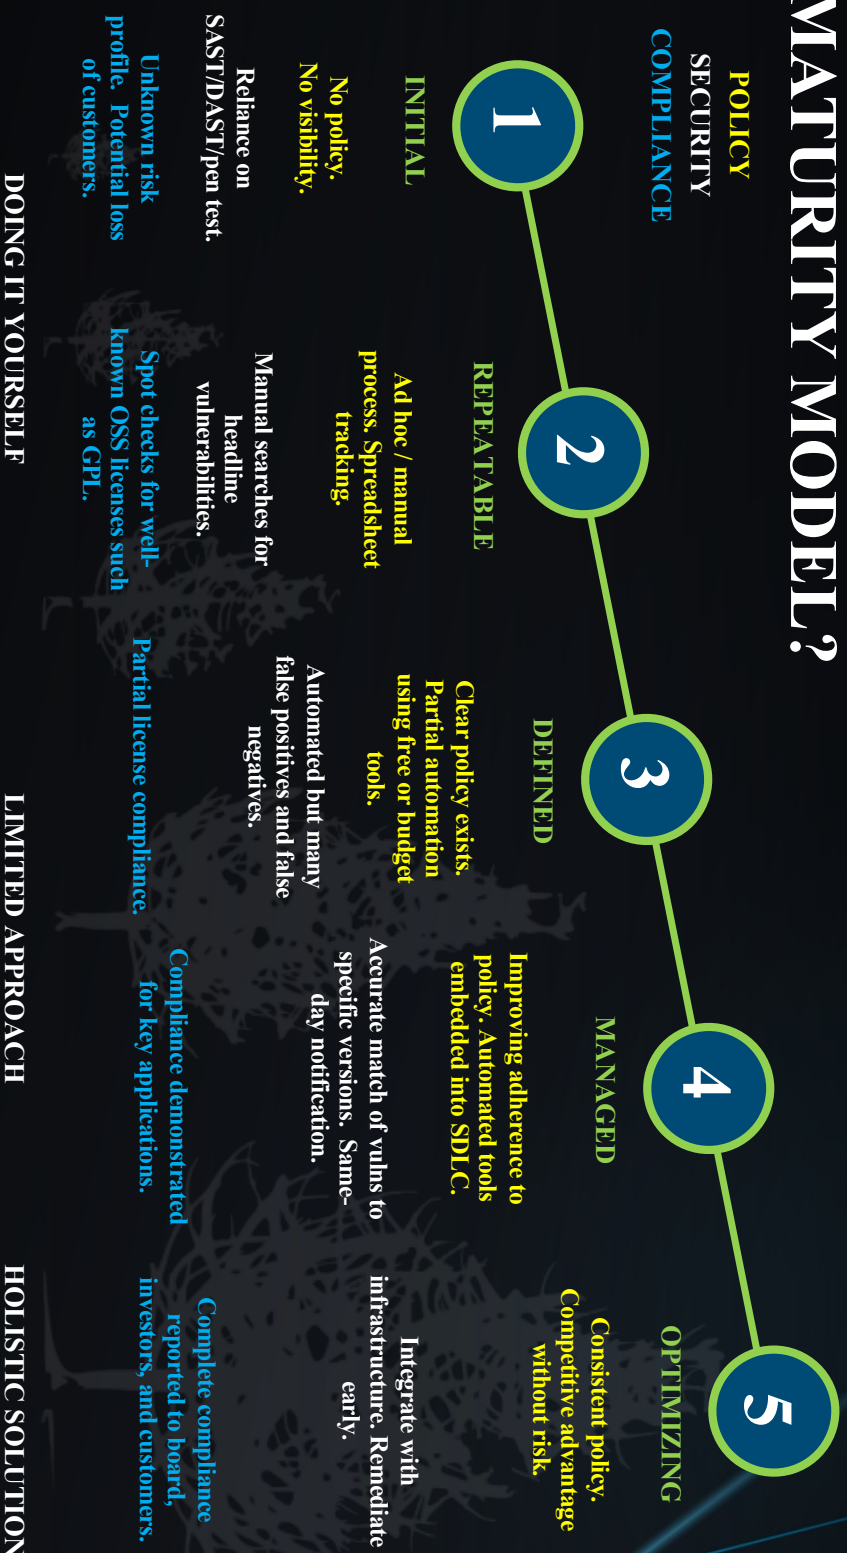 MATURITY MODEL?
POLICY
SECURITY
COMPLIANCE
1
INITIAL
No policy.
No visibility.
Reliance on
SAST/DAST/pen test.
Unknown risk
profile. Potential loss
of customers.
2
REPEATABLE
Ad hoc / manual
process. Spreadsheet
tracking.
Manual searches for
headline
vulnerabilities.
Spot checks for well-
known OSS licenses such
as GPL.
3
DEFINED
Clear policy exists.
Partial automation
using free or budget
tools.
Automated but many
false positives and false
negatives.
Partial license compliance.
4
MANAGED
Improving adherence to
policy. Automated tools
embedded into SDLC.
Accurate match of vulns to
specific versions. Same-
day notification.
Compliance demonstrated
for key applications.
5
OPTIMIZING
Consistent policy.
Competitive advantage
without risk.
Integrate with
infrastructure. Remediate
early.
Complete compliance
reported to board,
investors, and customers.
DOING IT YOURSELF
LIMITED APPROACH
HOLISTIC SOLUTION